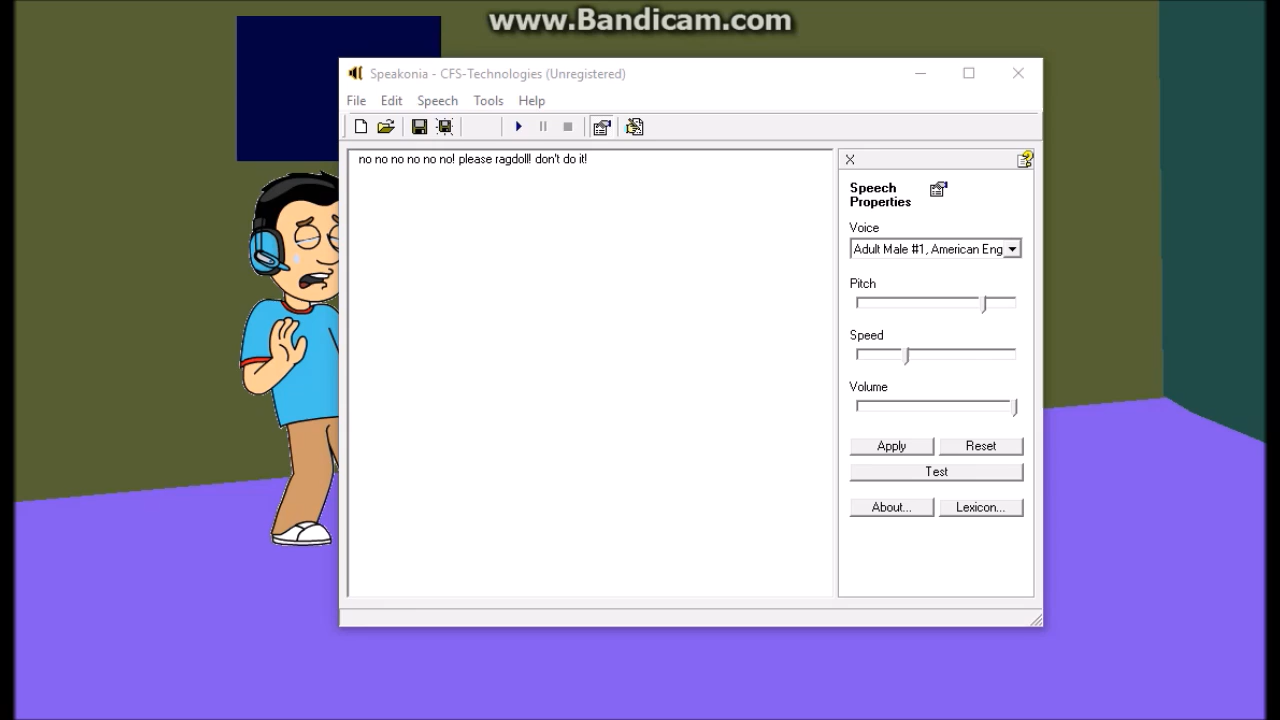 www.Bandicam.com
Speakonia - CFS-Technologies (Unregistered)
File Edit Speech Tools Help
no no no no no no! please ragdoll! don't do it!
Speech
Properties
Voice
Adult Male #1, American Eng
Pitch
Speed
Volume
Apply Reset
Test
About... Lexicon...